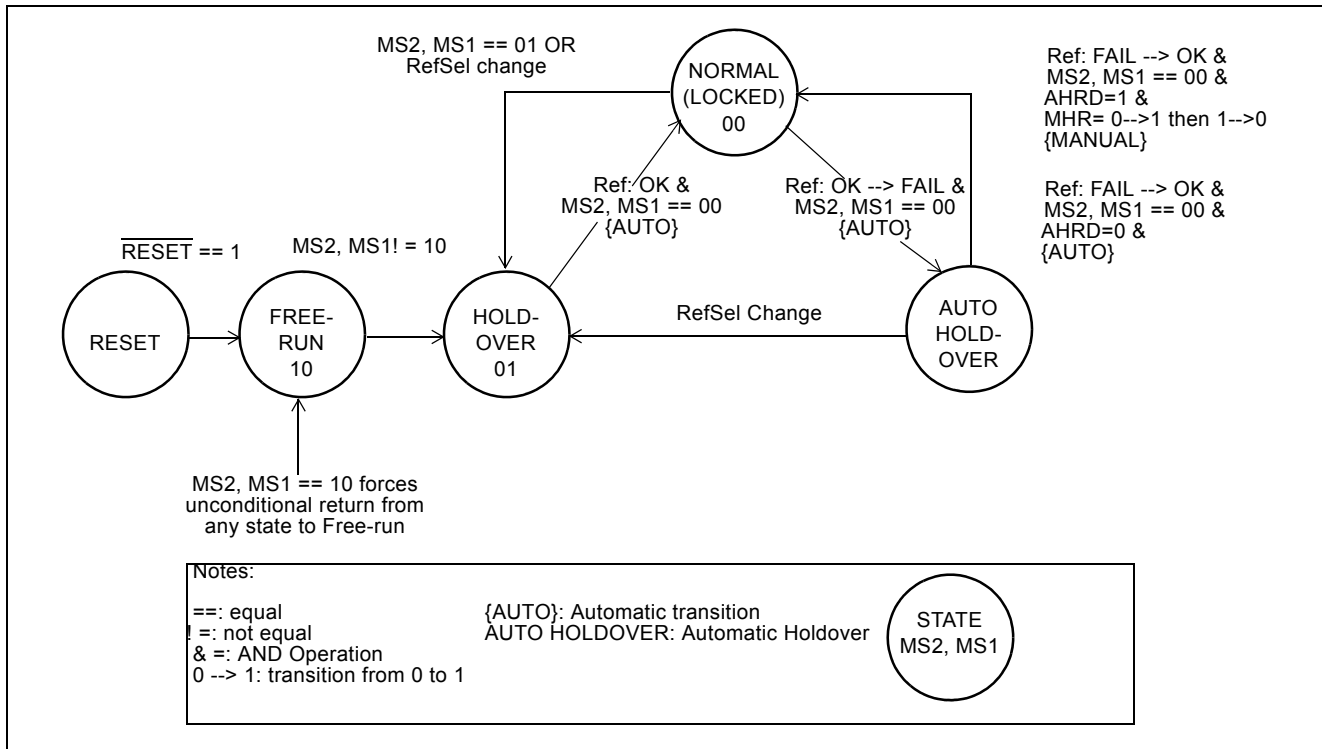 MS2, MS1 == 01 OR
RefSel change
NORMAL
(LOCKED)
00
Ref: FAIL --> OK &
MS2, MS1 == 00 &
AHRD=1 &
MHR= 0-->1 then 1-->0
{MANUAL}
Ref: OK &
MS2, MS1 == 00
{AUTO}
Ref: OK --> FAIL &
MS2, MS1 == 00
{AUTO}
Ref: FAIL --> OK &
MS2, MS1 == 00 &
AHRD=0 &
{AUTO}
RESET == 1
MS2, MS1! = 10
RESET
FREE-
RUN
10
HOLD-
OVER
01
RefSel Change
AUTO
HOLD-
OVER
MS2, MS1 == 10 forces
unconditional return from
any state to Free-run
Notes:
==: equal
! =: not equal
& =: AND Operation
0 --> 1: transition from 0 to 1
{AUTO}: Automatic transition
AUTO HOLDOVER: Automatic Holdover
STATE
MS2, MS1